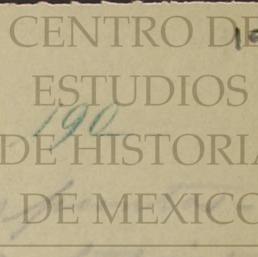 CENTRO DE
ESTUDIOS
190
DE HISTORIA
DE MEXICO